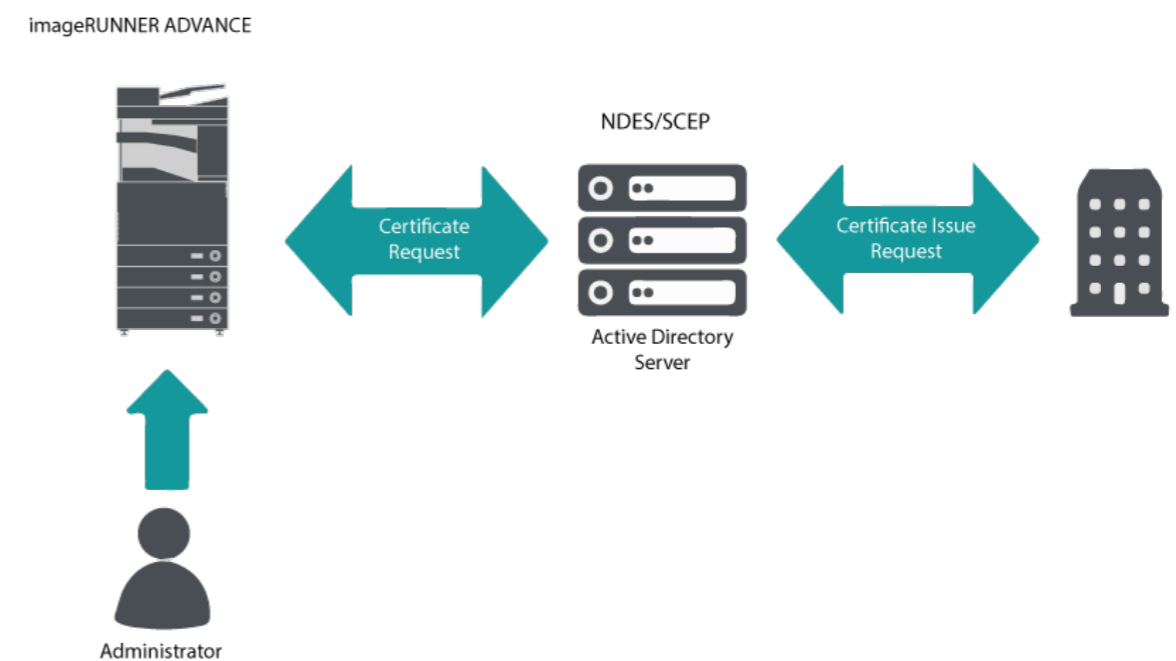 imageRUNNER ADVANCE
NDES/SCEP
Certificate
Request
Certificate Issue
Request
Active Directory
Server
Administrator